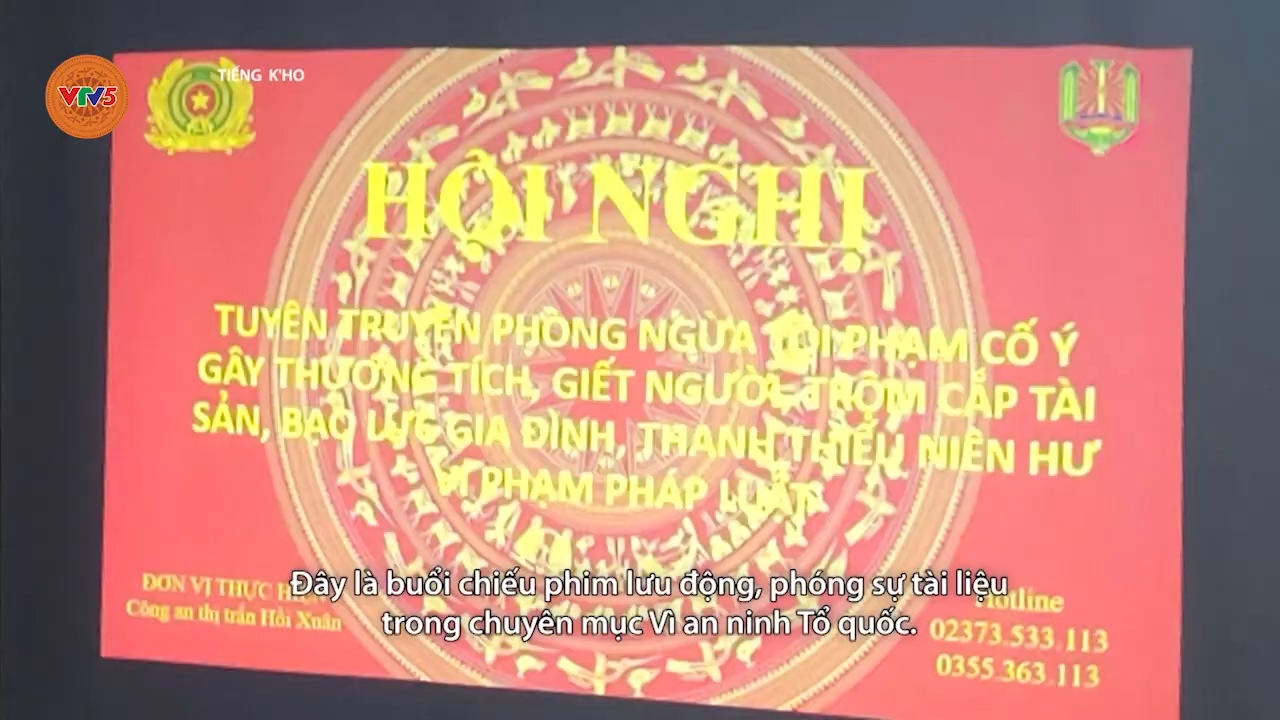 VTV5
TIẾNG K'HO
HỘI NGHỊ
TUYÊN TRUYỀN PHÒNG NGỪA TỘI PHẠM CỐ Ý
GÂY THƯƠNG TÍCH, GIẾT NGƯỜI, TRỘM CẮP TÀI
SẢN, BẠO LỰC GIA ĐÌNH, THANH THIẾU NIÊN HƯ
VI PHẠM PHÁP LUẬT
ĐƠN VỊ THỰC
Công an thị trấn Hồi Xuân
Hotline
02373.533.113
0355.363.113
Đây là buổi chiếu phim lưu động, phóng sự tài liệu
trong chuyên mục Vì an ninh Tổ quốc.